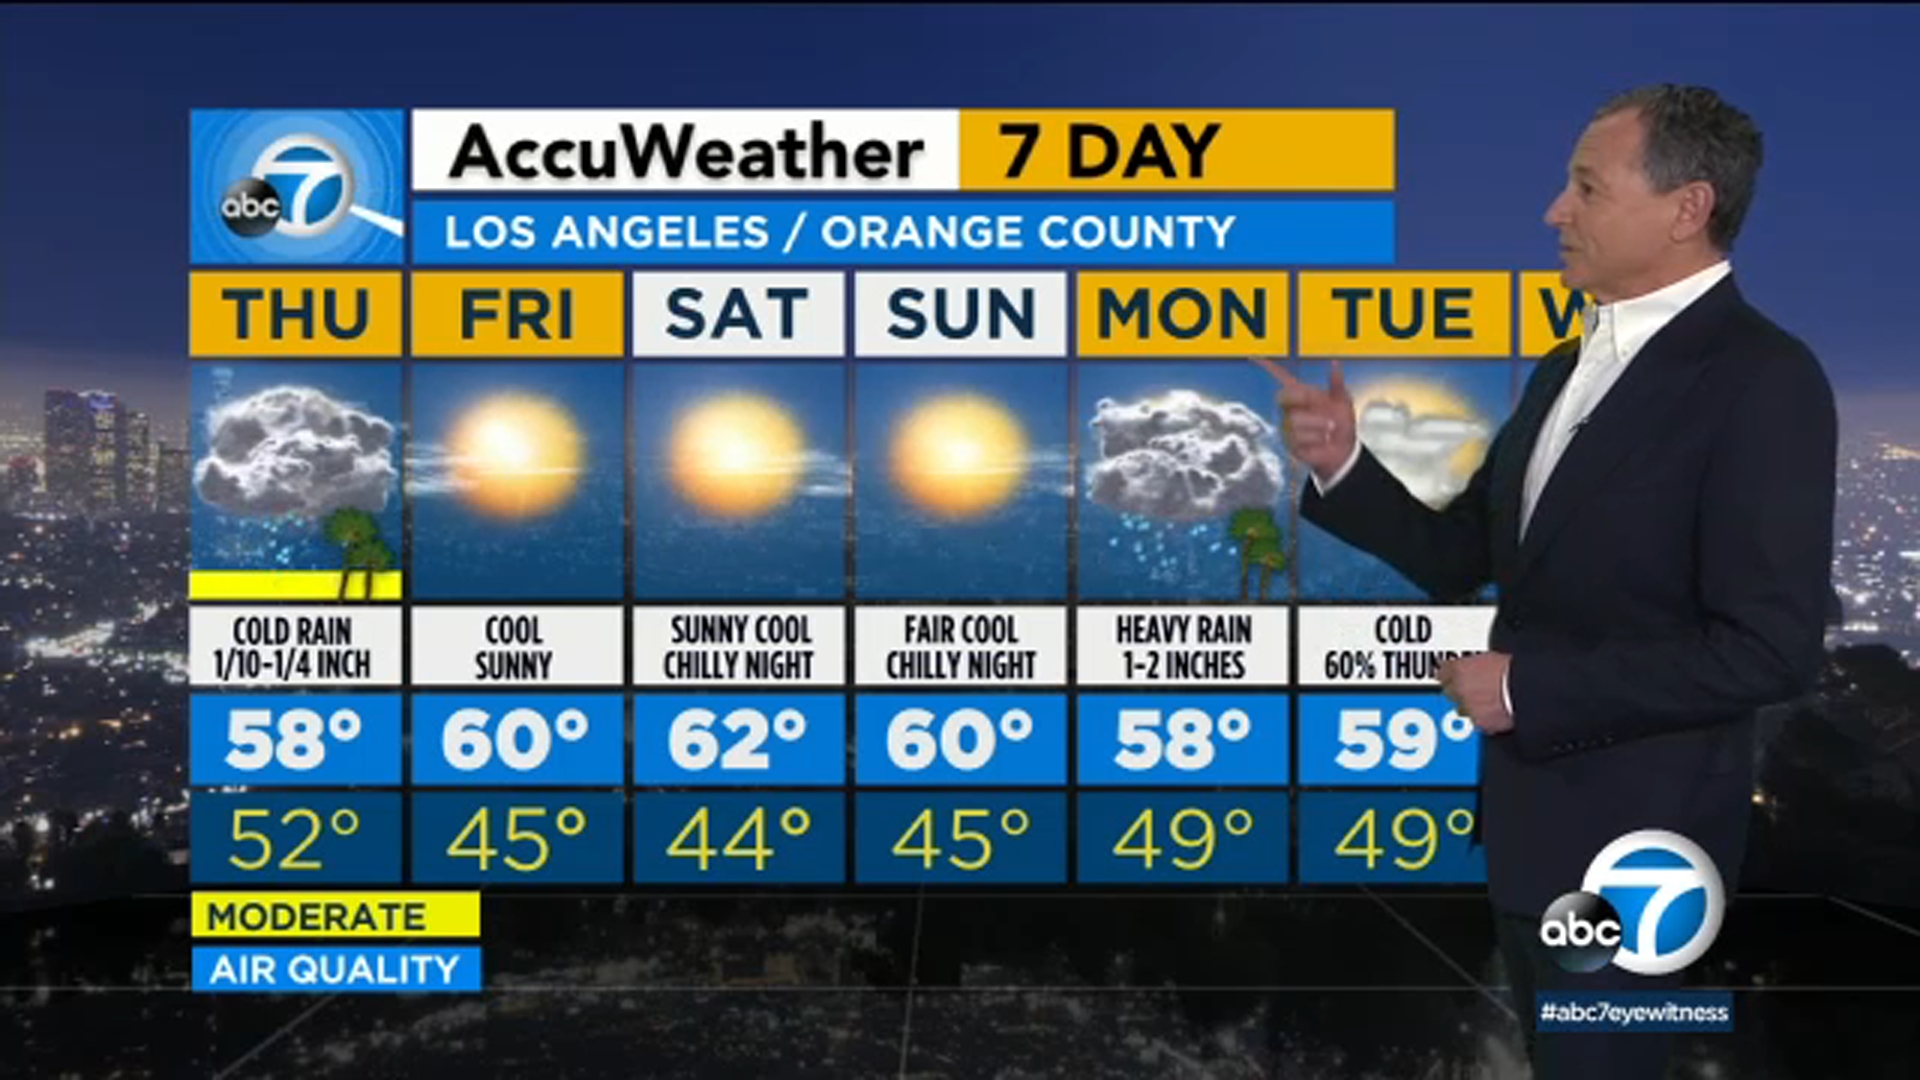 abc 7
AccuWeather 7 DAY
LOS ANGELES / ORANGE COUNTY
THU FRI SAT SUN MON TUE
COLD RAIN
1/10-1/4 INCH
COOL
SUNNY
SUNNY COOL
CHILLY NIGHT
FAIR COOL
CHILLY NIGHT
HEAVY RAIN
1-2 INCHES
COLD
60%
58° 60° 62° 60° 58° 59°
52° 45° 44° 45° 49° 49°
MODERATE
AIR QUALITY
abc 7
#abc7eyewitness